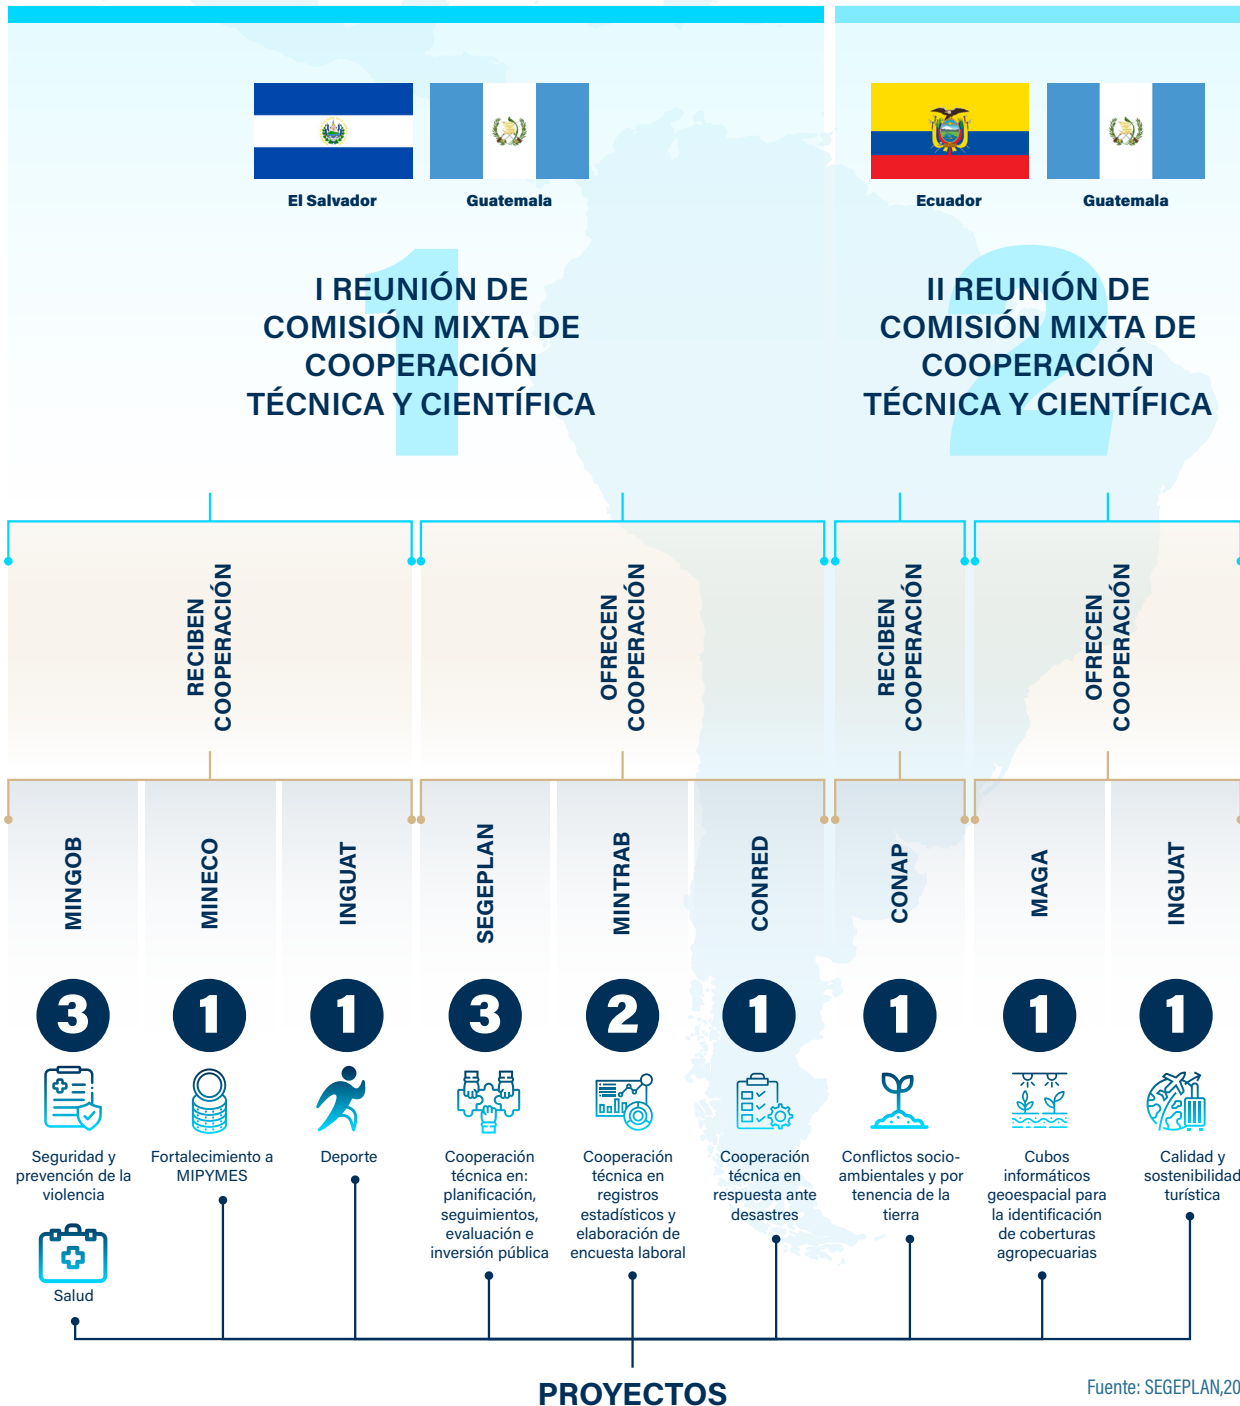 El Salvador
Guatemala
I REUNIÓN DE
COMISIÓN MIXTA DE
COOPERACIÓN
TÉCNICA Y CIENTÍFICA
1
Ecuador
Guatemala
II REUNIÓN DE
COMISIÓN MIXTA DE
COOPERACIÓN
TÉCNICA Y CIENTÍFICA
2
RECIBEN
COOPERACIÓN
OFRECEN
COOPERACIÓN
RECIBEN
COOPERACIÓN
OFRECEN
COOPERACIÓN
MINGOB
3
Seguridad y
prevención de la
violencia
Salud
MINECO
1
Fortalecimiento a
MIPYMES
INGUAT
1
Deporte
SEGEPLAN
3
Cooperación
técnica en:
planificación,
seguimientos,
evaluación e
inversión pública
MINTRAB
2
Cooperación
técnica en
registros
estadísticos y
elaboración de
encuesta laboral
CONRED
1
Cooperación
técnica en
respuesta ante
desastres
CONAP
1
Conflictos socio-
ambientales y por
tenencia de la
tierra
MAGA
1
Cubos
informáticos
geoespacial para
la identificación
de coberturas
agropecuarias
INGUAT
1
Calidad y
sostenibilidad
turística
PROYECTOS
Fuente: SEGEPLAN,20